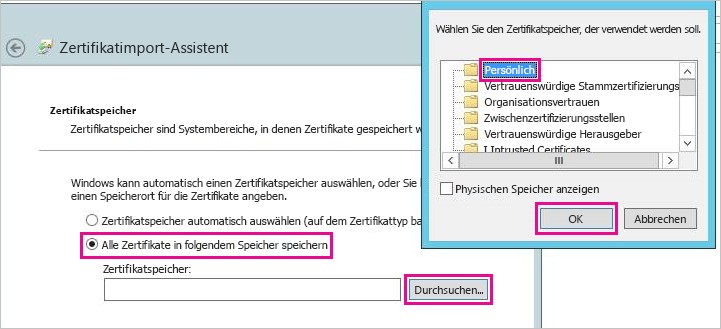 Zertifikatimport-Assistent
Zertifikatspeicher
Zertifikatspeicher sind Systembereiche, in denen Zertifikate gespeichert w
Windows kann automatisch einen Zertifikatspeicher auswählen, oder Sie
einen Speicherort für die Zertifikate angeben.
Zertifikatspeicher automatisch auswählen (auf dem Zertifikattyp ba
Alle Zertifikate in folgendem Speicher speichern
Zertifikatspeicher:
Durchsuchen...
Wählen Sie den Zertifikatspeicher, der verwendet werden soll.
Persönlich
Vertrauenswürdige Stammzertifizierungs
Organisationsvertrauen
Zwischenzertifizierungsstellen
Vertrauenswürdige Herausgeber
Certificates
Physischen Speicher anzeigen
OK
Abbrechen